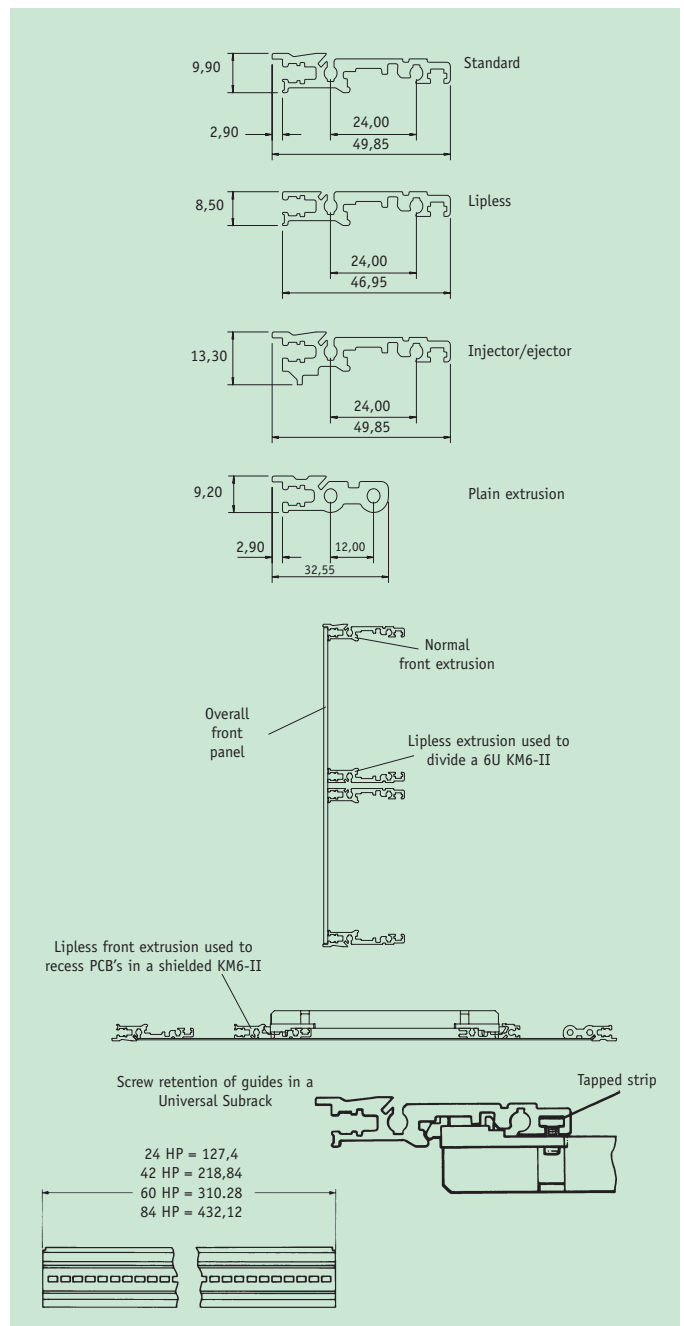 9,90
Standard
2,90
24,00
49,85
8,50
Lipless
24,00
46,95
13,30
Injector/ejector
24,00
49,85
9,20
Plain extrusion
2,90
12,00
32,55
Normal
front extrusion
Overall
front
panel
Lipless extrusion used to
divide a 6U KM6-II
Lipless front extrusion used to
recess PCB's in a shielded KM6-II
Screw retention of guides in a
Universal Subrack
Tapped strip
24 HP = 127,4
42 HP = 218,84
60 HP = 310.28
84 HP = 432,12